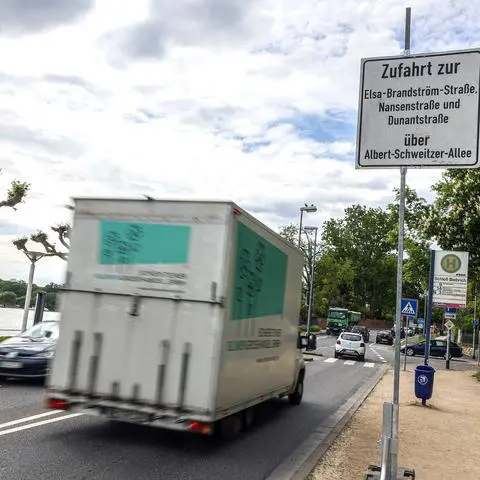 Zufahrt zur
Elsa-Brandström-Straße,
Nansenstraße und
Dunantstraße
über
Albert-Schweitzer-Allee
H
Schloß Biebrich